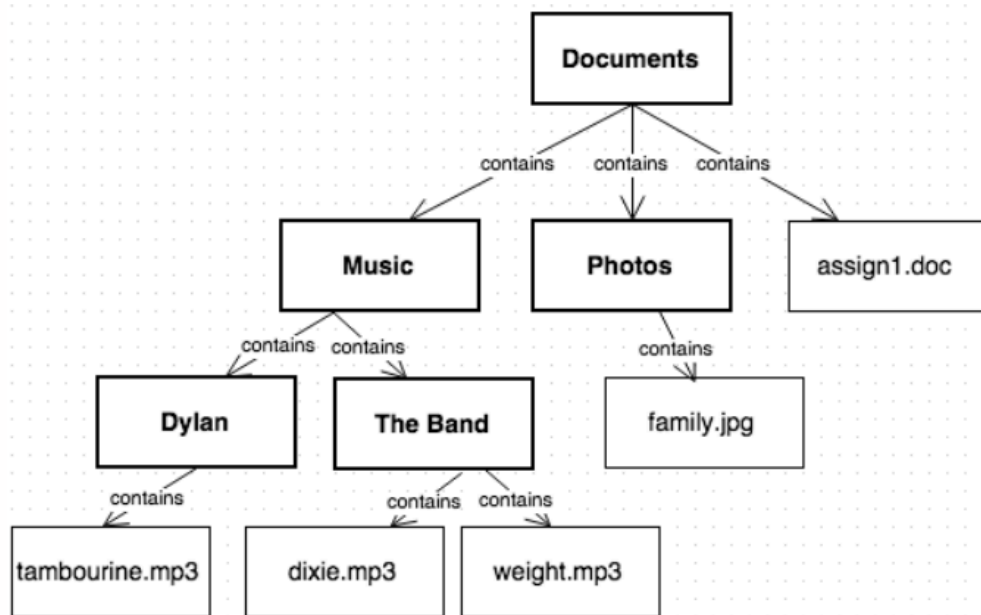 Documents
contains
contains
contains
Music
Photos
assign1.doc
contains
contains
contains
Dylan
The Band
family.jpg
contains
contains
contains
tambourine.mp3
dixie.mp3
weight.mp3